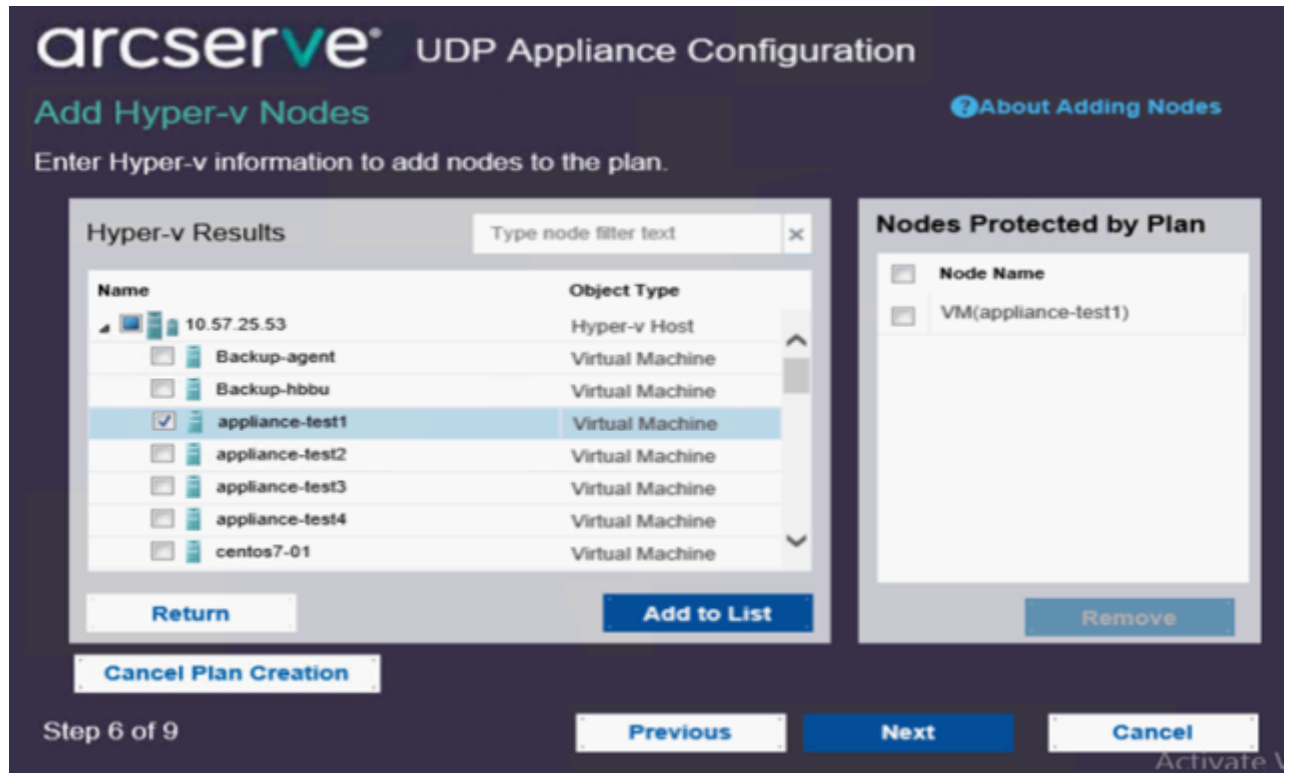 arcserve® UDP Appliance Configuration
Add Hyper-v Nodes
?About Adding Nodes
Enter Hyper-v information to add nodes to the plan.
Hyper-v Results
Type node filter text
×
Name Object Type
10.57.25.53 Hyper-v Host
Backup-agent Virtual Machine
Backup-hbbu Virtual Machine
appliance-test1 Virtual Machine
appliance-test2 Virtual Machine
appliance-test3 Virtual Machine
appliance-test4 Virtual Machine
centos7-01 Virtual Machine
Return
Add to List
Nodes Protected by Plan
Node Name
VM(appliance-test1)
Remove
Cancel Plan Creation
Step 6 of 9
Previous
Next
Cancel
Activate